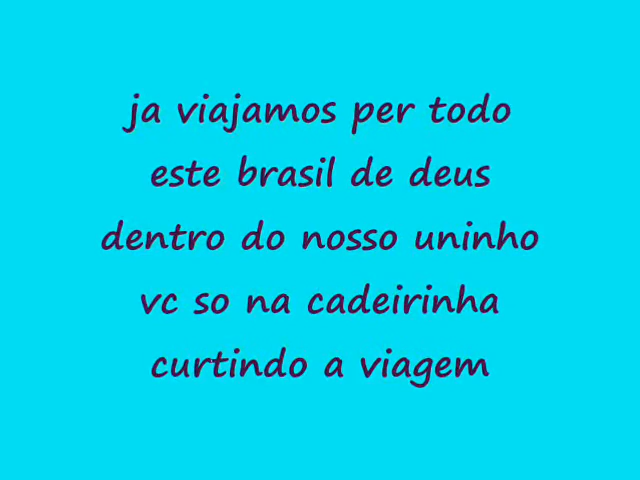 ja viajamos per todo
este brasil de deus
dentro do nosso uninho
vc so na cadeirinha
curtindo a viagem